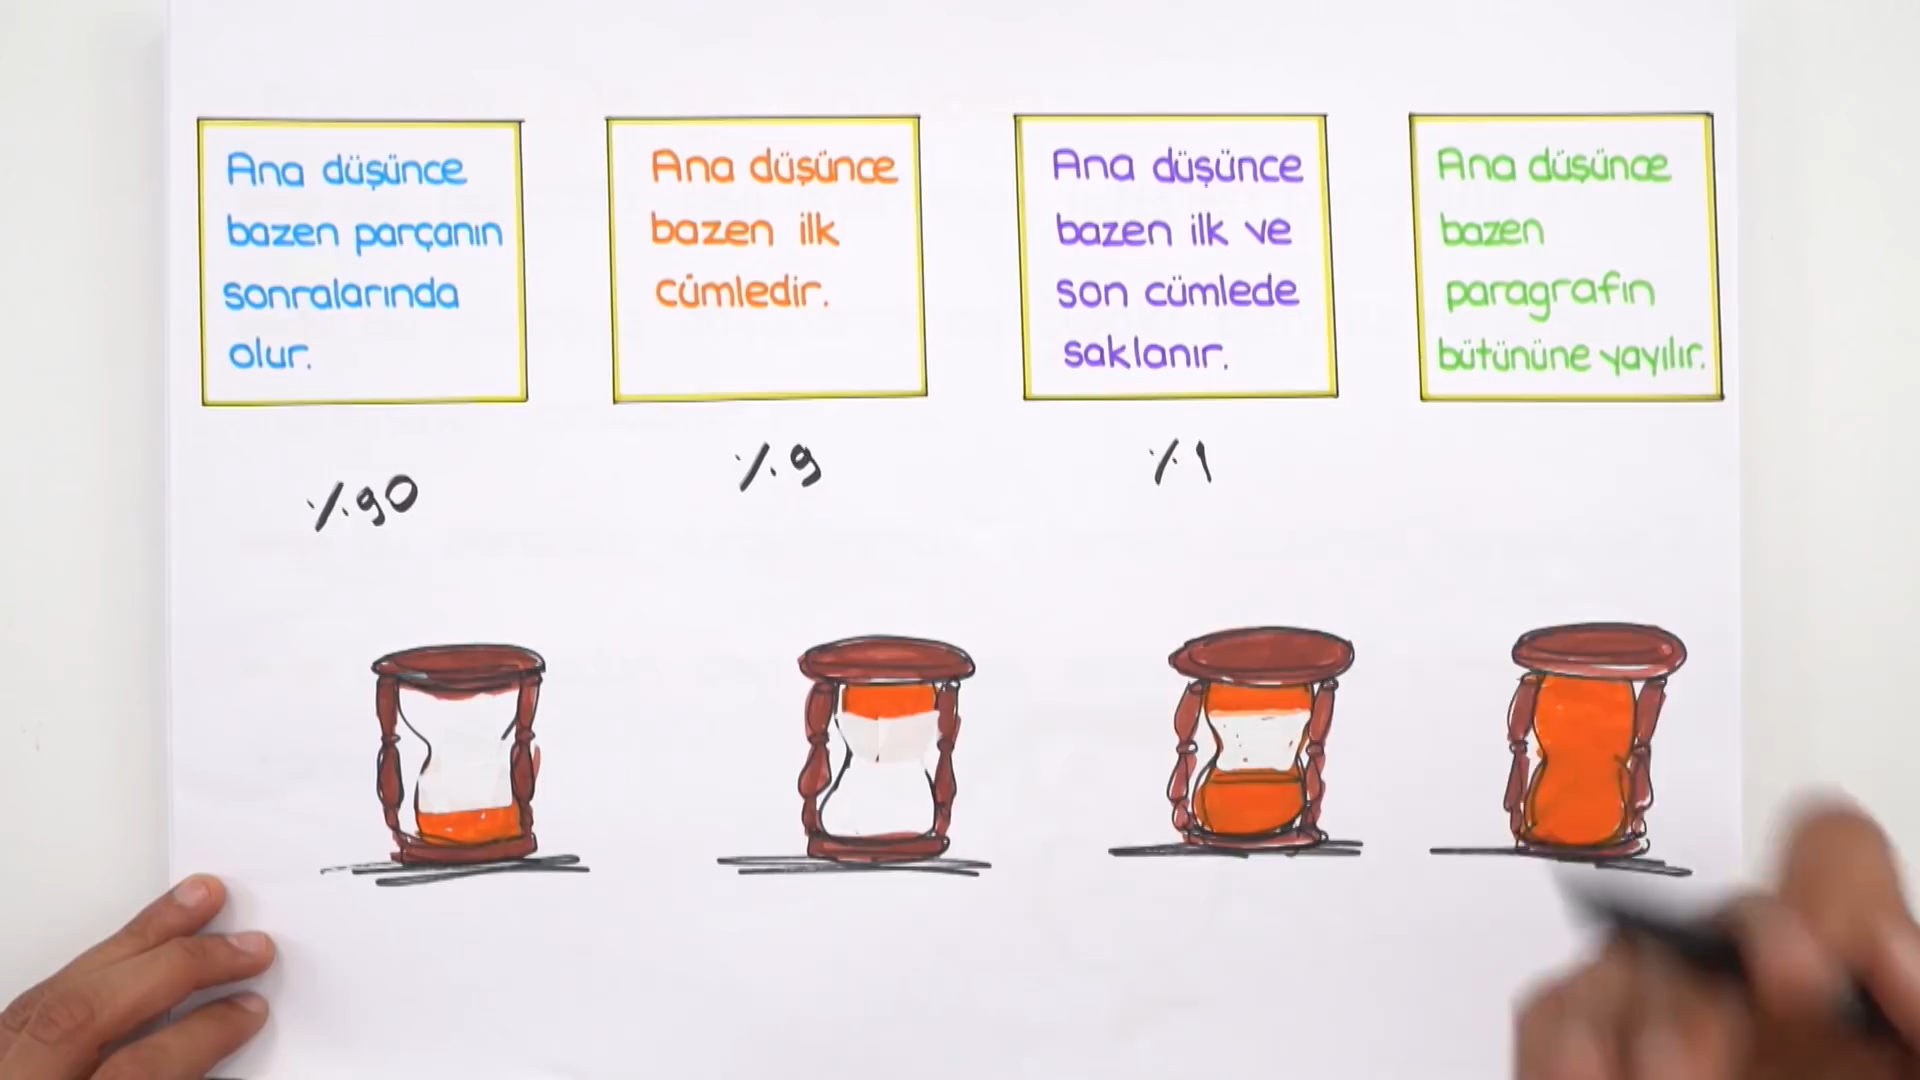 Ana düşünce
bazen parçanın
sonralarında
olur.
Ana düşünce
bazen ilk
cümledir.
Ana düşünce
bazen ilk ve
son cümlede
saklanır.
Ana düşünce
bazen
paragrafın
bütününe yayılır.
%90
%9
%1